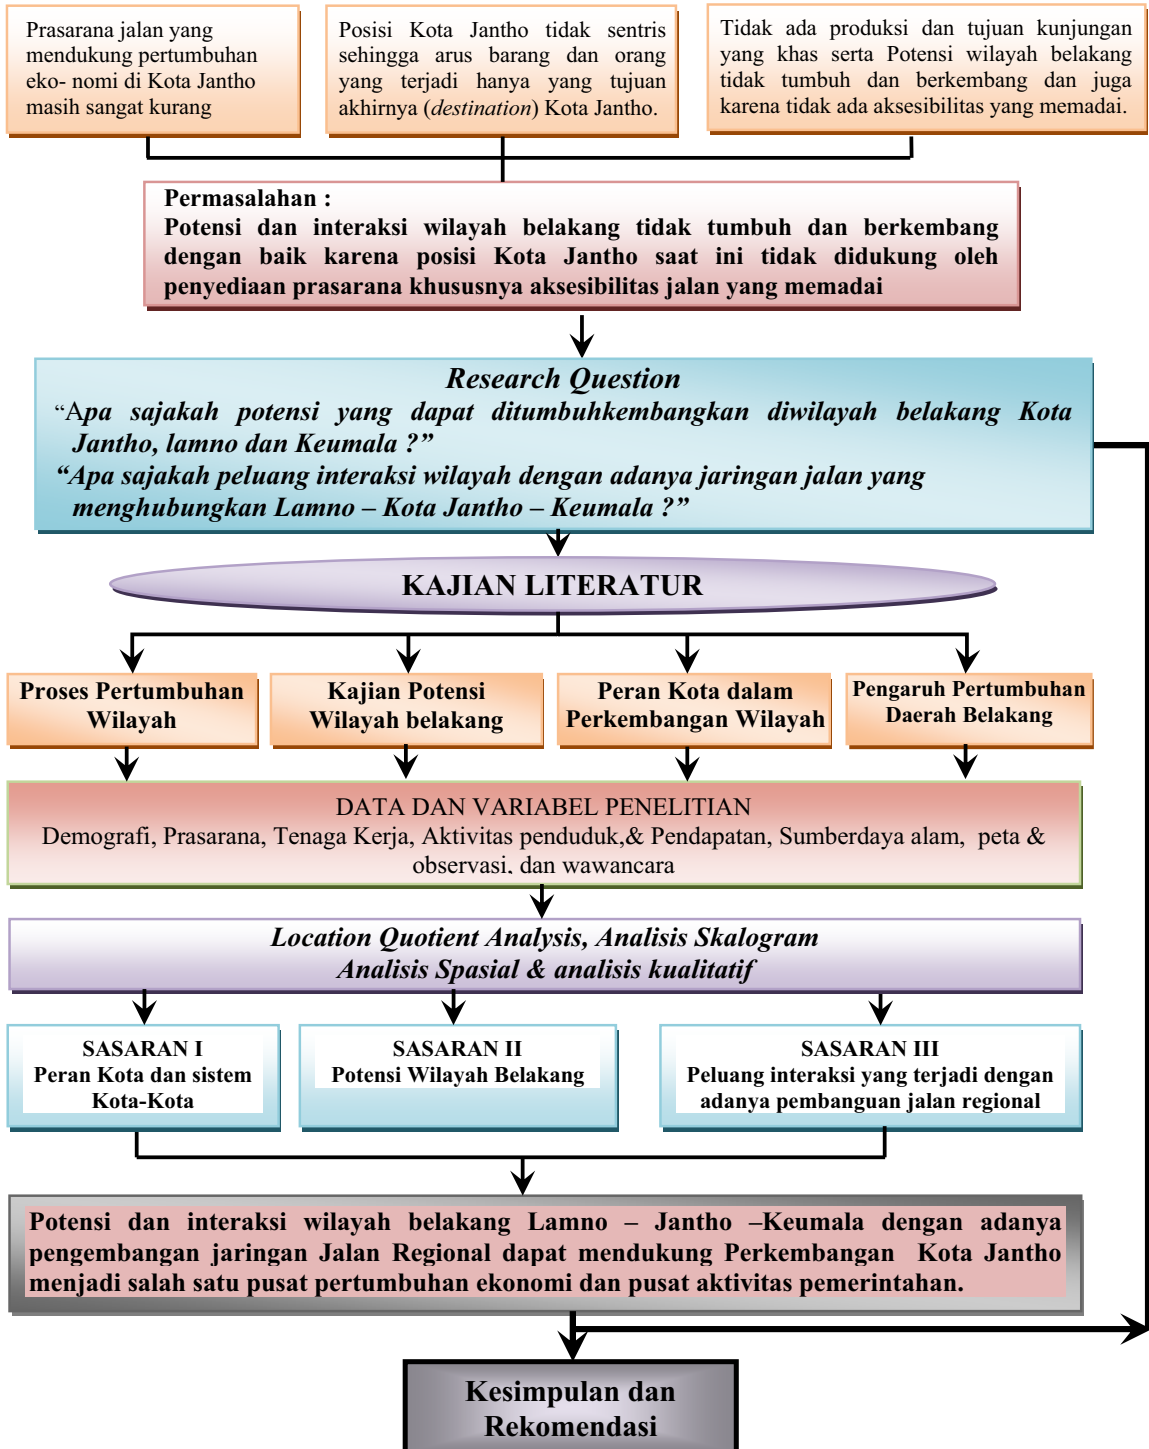 Prasarana jalan yang
mendukung pertumbuhan
eko- nomi di Kota Jantho
masih sangat kurang
Posisi Kota Jantho tidak sentris
sehingga arus barang dan orang
yang terjadi hanya yang tujuan
akhirnya (destination) Kota Jantho.
Tidak ada produksi dan tujuan kunjungan
yang khas serta Potensi wilayah belakang
tidak tumbuh dan berkembang dan juga
karena tidak ada aksesibilitas yang memadai.
Permasalahan :
Potensi dan interaksi wilayah belakang tidak tumbuh dan berkembang
dengan baik karena posisi Kota Jantho saat ini tidak didukung oleh
penyediaan prasarana khususnya aksesibilitas jalan yang memadai
Research Question
“Apa sajakah potensi yang dapat ditumbuhkembangkan diwilayah belakang Kota
Jantho, lamno dan Keumala ?”
“Apa sajakah peluang interaksi wilayah dengan adanya jaringan jalan yang
menghubungkan Lamno – Kota Jantho – Keumala ?”
KAJIAN LITERATUR
Proses Pertumbuhan
Wilayah
Kajian Potensi
Wilayah belakang
Peran Kota dalam
Perkembangan Wilayah
Pengaruh Pertumbuhan
Daerah Belakang
DATA DAN VARIABEL PENELITIAN
Demografi, Prasarana, Tenaga Kerja, Aktivitas penduduk,& Pendapatan, Sumberdaya alam, peta &
observasi, dan wawancara
Location Quotient Analysis, Analisis Skalogram
Analisis Spasial & analisis kualitatif
SASARAN I
Peran Kota dan sistem
Kota-Kota
SASARAN II
Potensi Wilayah Belakang
SASARAN III
Peluang interaksi yang terjadi dengan
adanya pembanguan jalan regional
Potensi dan interaksi wilayah belakang Lamno – Jantho –Keumala dengan adanya
pengembangan jaringan Jalan Regional dapat mendukung Perkembangan Kota Jantho
menjadi salah satu pusat pertumbuhan ekonomi dan pusat aktivitas pemerintahan.
Kesimpulan dan
Rekomendasi